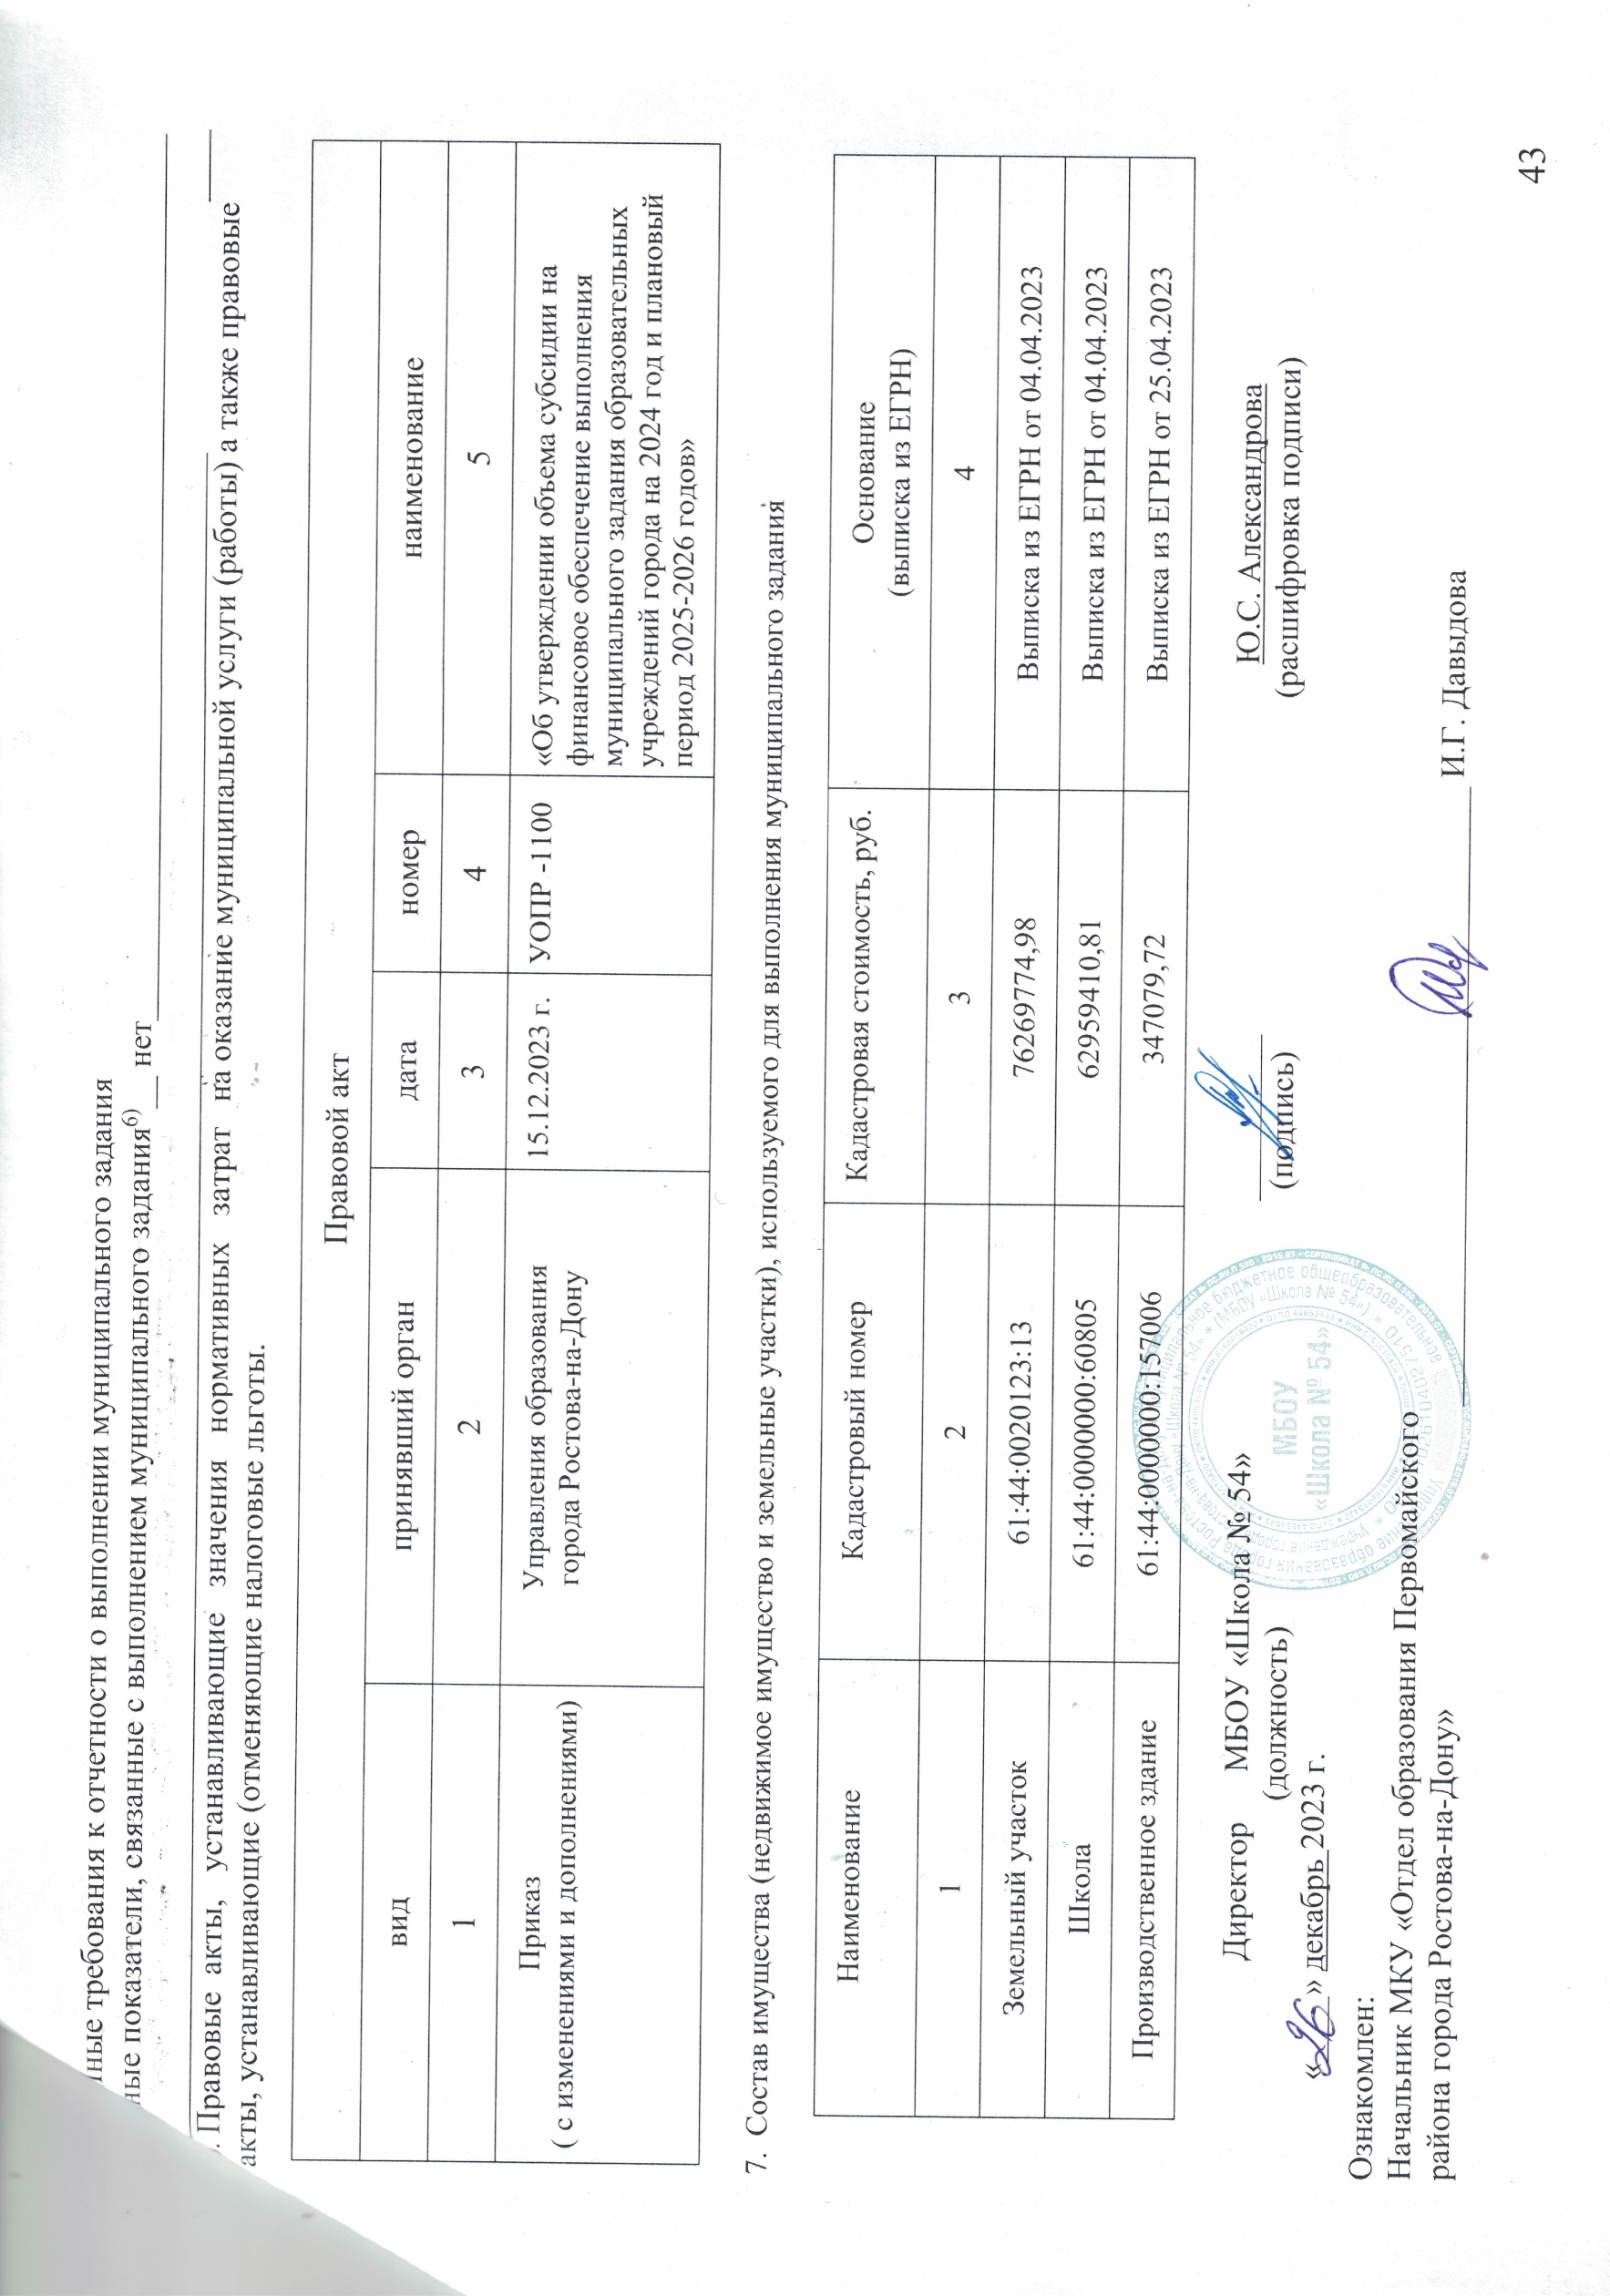 ные требования к отчетности о выполнении муниципального задания
ные показатели, связанные с выполнением муниципального задания6) нет
. Правовые акты, устанавливающие значения нормативных затрат на оказание муниципальной услуги (работы) а также правовые
акты, устанавливающие (отменяющие налоговые льготы.
Правовой акт
вид принявший орган дата номер наименование
1 2 3 4 5
Приказ
( с изменениями и дополнениями)
Управления образования
города Ростова-на-Дону
15.12.2023 г.
УОПР -1100
«Об утверждении объема субсидии на
финансовое обеспечение выполнения
муниципального задания образовательных
учреждений города на 2024 год и плановый
период 2025-2026 годов»
7. Состав имущества (недвижимое имущество и земельные участки), используемого для выполнения муниципального задания
Наименование Кадастровый номер Кадастровая стоимость, руб. Основание
(выписка из ЕГРН)
1 2 3 4
Земельный участок 61:44:0020123:13 76269774,98 Выписка из ЕГРН от 04.04.2023
Школа 61:44:0000000:60805 62959410,81 Выписка из ЕГРН от 04.04.2023
Производственное здание 61:44:0000000:157006 347079,72 Выписка из ЕГРН от 25.04.2023
Директор МБОУ «Школа № 54» Ю.С. Александрова
(должность) (подпись) (расшифровка подписи)
«26» декабрь 2023 г.
МБОУ
«Школа № 54»
Ознакомлен:
Начальник МКУ «Отдел образования Первомайского
района города Ростова-на-Дону» И.Г. Давыдова
43